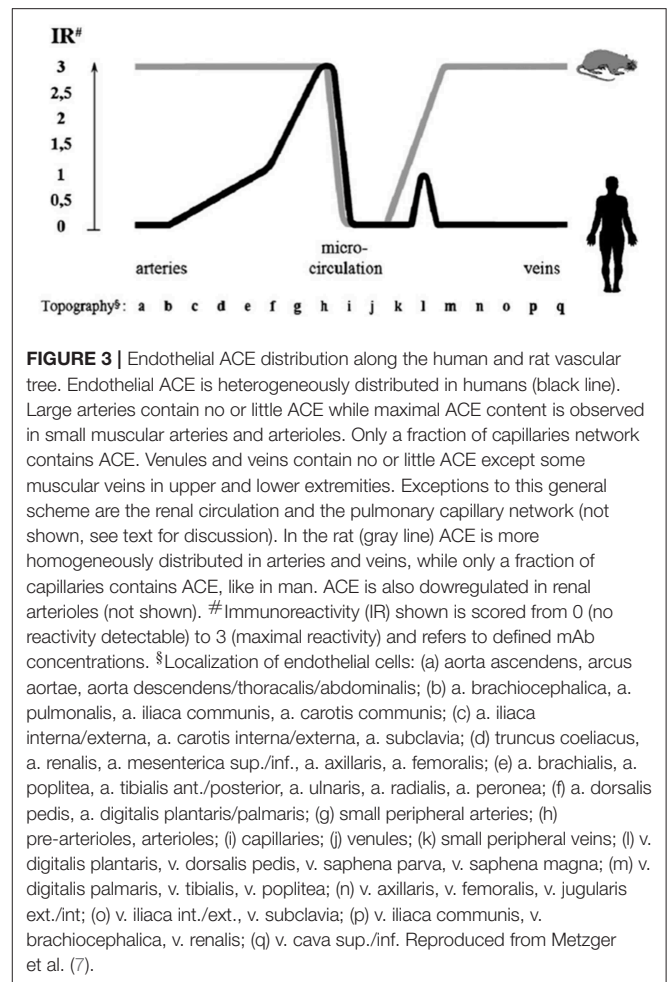 IR#
3
2,5
2
1,5
1
0,5
0
arteries
micro-
circulation
veins
Topography§: a b c d e f g h i j k l m n o p q
FIGURE 3 | Endothelial ACE distribution along the human and rat vascular
tree. Endothelial ACE is heterogeneously distributed in humans (black line).
Large arteries contain no or little ACE while maximal ACE content is observed
in small muscular arteries and arterioles. Only a fraction of capillaries network
contains ACE. Venules and veins contain no or little ACE except some
muscular veins in upper and lower extremities. Exceptions to this general
scheme are the renal circulation and the pulmonary capillary network (not
shown, see text for discussion). In the rat (gray line) ACE is more
homogeneously distributed in arteries and veins, while only a fraction of
capillaries contains ACE, like in man. ACE is also dowregulated in renal
arterioles (not shown). #Immunoreactivity (IR) shown is scored from 0 (no
reactivity detectable) to 3 (maximal reactivity) and refers to defined mAb
concentrations. §Localization of endothelial cells: (a) aorta ascendens, arcus
aortae, aorta descendens/thoracalis/abdominalis; (b) a. brachiocephalica, a.
pulmonalis, a. iliaca communis, a. carotis communis; (c) a. iliaca
interna/externa, a. carotis interna/externa, a. subclavia; (d) truncus coeliacus,
a. renalis, a. mesenterica sup./inf., a. axillaris, a. femoralis; (e) a. brachialis, a.
poplitea, a. tibialis ant./posterior, a. ulnaris, a. radialis, a. peronea; (f) a. dorsalis
pedis, a. digitalis plantaris/palmaris; (g) small peripheral arteries; (h)
pre-arterioles, arterioles; (i) capillaries; (j) venules; (k) small peripheral veins; (l) v.
digitalis plantaris, v. dorsalis pedis, v. saphena parva, v. saphena magna; (m) v.
digitalis palmaris, v. tibialis, v. poplitea; (n) v. axillaris, v. femoralis, v. jugularis
ext./int; (o) v. iliaca int./ext., v. subclavia; (p) v. iliaca communis, v.
brachiocephalica, v. renalis; (q) v. cava sup./inf. Reproduced from Metzger
et al. (7).